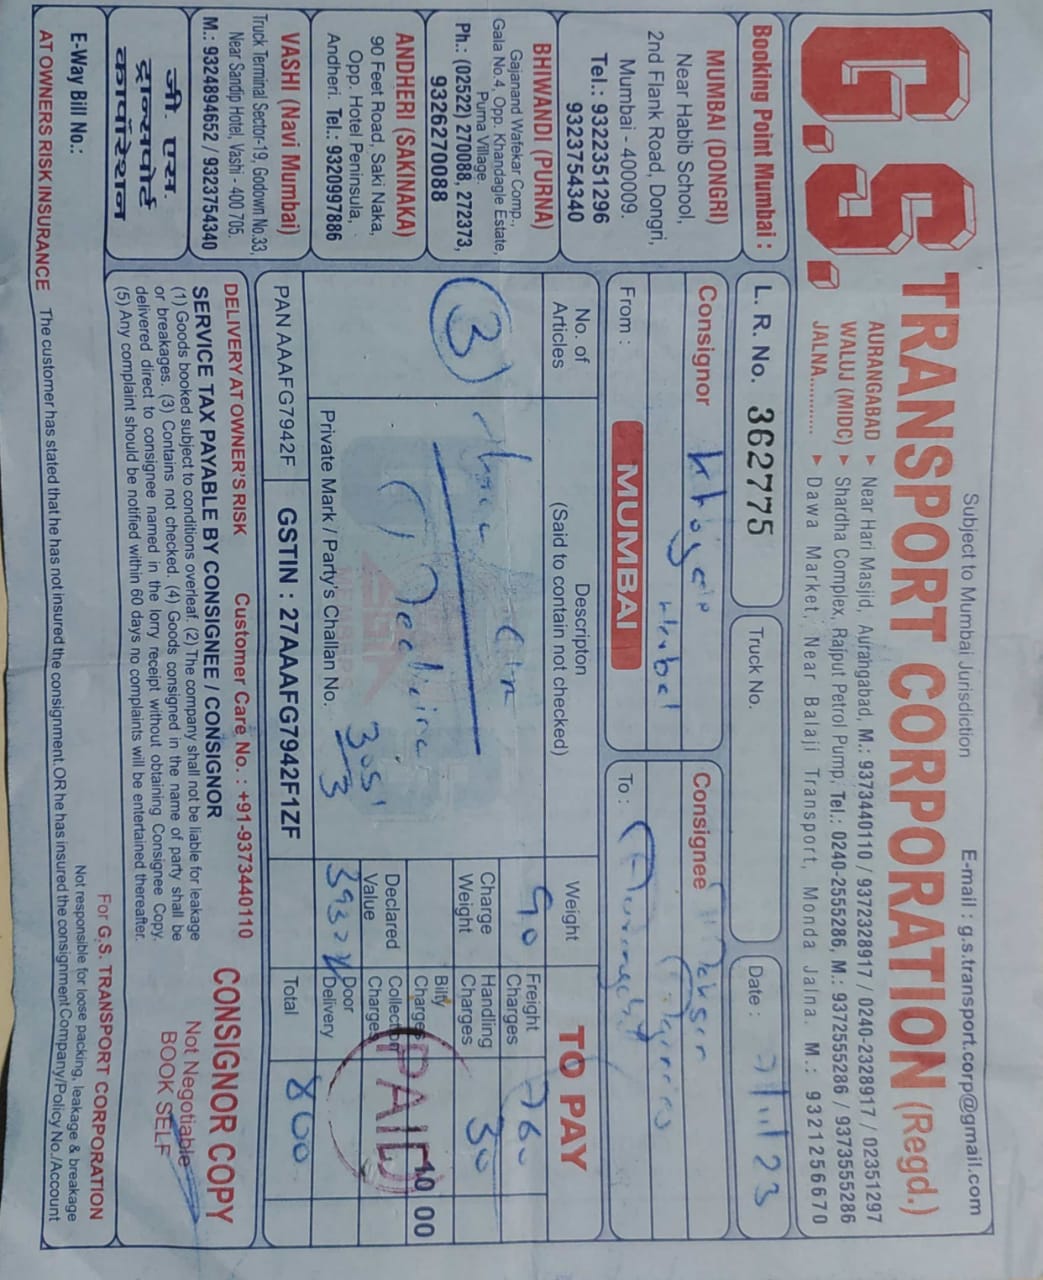 Subject to Mumbai Jurisdiction
E-mail : g.s.transport.corp@gmail.com
G.S. TRANSPORT CORPORATION (Regd.)
AURANGABAD ► Near Hari Masjid, Aurahgabad, M.: 9373440110 / 9372328917 / 0240-2328917 / 02351297
WALUJ (MIDC) ► Shardha Complex, Rajput Petrol Pump, Tel.: 0240-2555286, M.: 9372555286 / 9373555286
JALNA............ ► Dawa Market, Near Balaji Transport, Monda Jalna. M.: 9321256670
Booking Point Mumbai :
MUMBAI (DONGRI)
Near Habib School,
2nd Flank Road, Dongri,
Mumbai - 400009.
Tel.: 9322351296
9323754340
BHIWANDI (PURNA)
Gajanand Wafekar Comp.,
Gala No.4, Opp. Khandagle Estate,
Purna Village.
Ph.: (02522) 270088, 272373,
9326270088
ANDHERI (SAKINAKA)
90 Feet Road, Saki Naka,
Opp. Hotel Peninsula,
Andheri. Tel.: 9320997886
VASHI (Navi Mumbai)
Truck Terminal Sector-19, Godown No.33,
Near Sandip Hotel, Vashi - 400 705.
M.: 9324894652 / 9323754340
जी. एस.
ट्रान्सपोर्ट
कार्पोरेशन
L. R. No. 362775
Truck No.
Date : 7/11/23
Consignor
Consignee
From : MUMBAI
To :
No. of Articles
Descripton
(Said to contain not checked)
Weight
TO PAY
3
90
Freight Charges 760
Charge Weight
Handling Charges 30
Bilty Charges 10 00
Declared Value
Collection Charges
PAID
Door Delivery
Private Mark / Party's Challan No.
PAN AAAFG7942F
GSTIN : 27AAAFG7942F1ZF
Total 800
DELIVERY AT OWNER'S RISK
Customer Care No. : +91-9373440110
SERVICE TAX PAYABLE BY CONSIGNEE / CONSIGNOR
(1) Goods booked subject to conditions overleaf. (2) The company shall not be liable for leakage
or breakages. (3) Contains not checked. (4) Goods consigned in the name of party shall be
delivered direct to consignee named in the lorry receipt without obtaining Consignee Copy.
(5) Any complaint should be notified within 60 days no complaints will be entertained thereafter.
CONSIGNOR COPY
Not Negotiable
BOOK SELF
E-Way Bill No.:
For G.S. TRANSPORT CORPORATION
Not responsible for loose packing, leakage & breakage
AT OWNERS RISK INSURANCE The customer has stated that he has not insured the consignment. OR he has insured the consignment Company/Policy No./Account